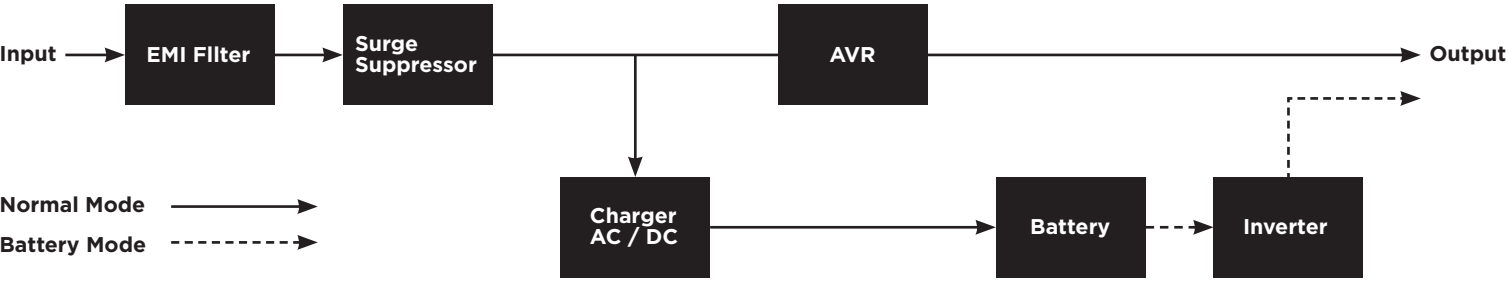 Input
EMI FIlter
Surge
Suppressor
AVR
Output
Normal Mode
Battery Mode
Charger
AC / DC
Battery
Inverter